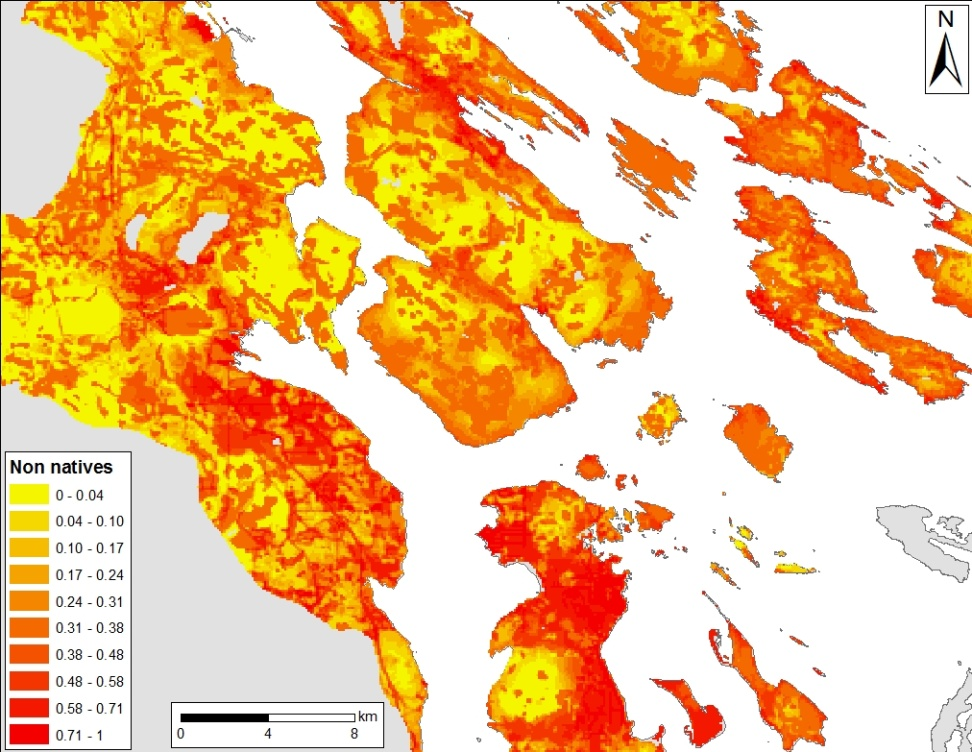 N
Non natives
0 - 0.04
0.04 - 0.10
0.10 - 0.17
0.17 - 0.24
0.24 - 0.31
0.31 - 0.38
0.38 - 0.48
0.48 - 0.58
0.58 - 0.71
0.71 - 1
km
0 4 8